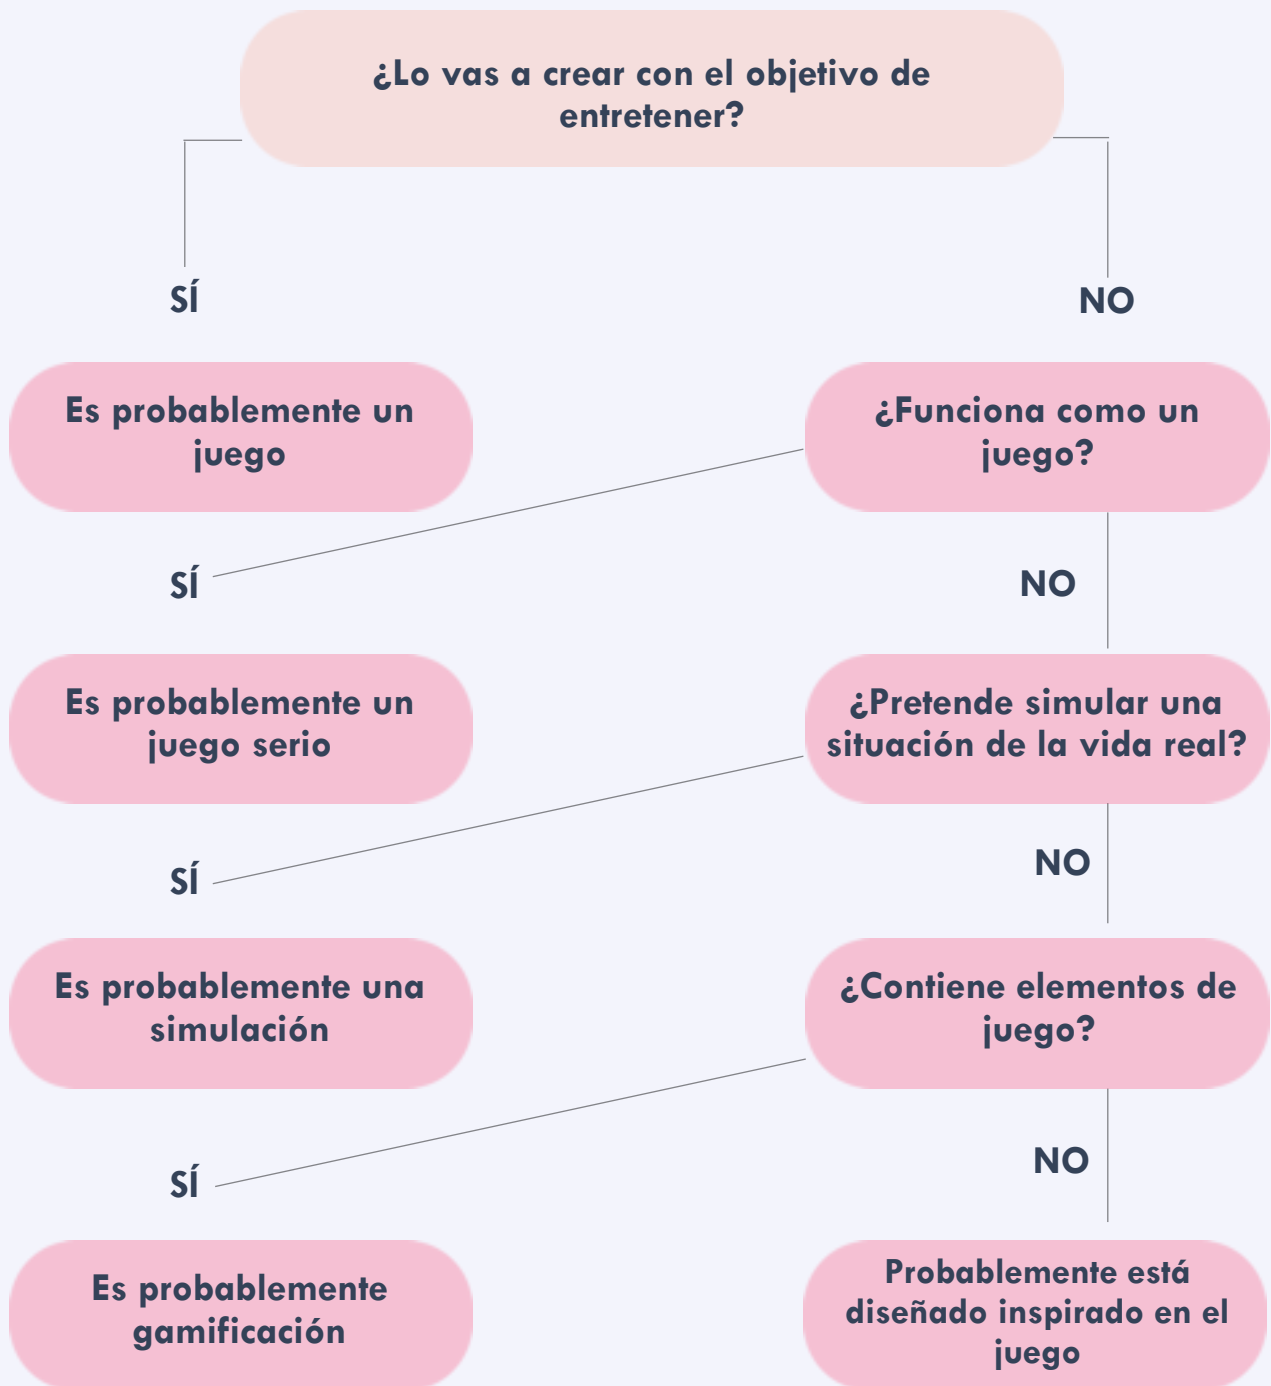 ¿Lo vas a crear con el objetivo de
entretener?
SÍ
NO
Es probablemente un
juego
¿Funciona como un
juego?
SÍ
NO
Es probablemente un
juego serio
¿Pretende simular una
situación de la vida real?
SÍ
NO
Es probablemente una
simulación
¿Contiene elementos de
juego?
SÍ
NO
Es probablemente
gamificación
Probablemente está
diseñado inspirado en el
juego